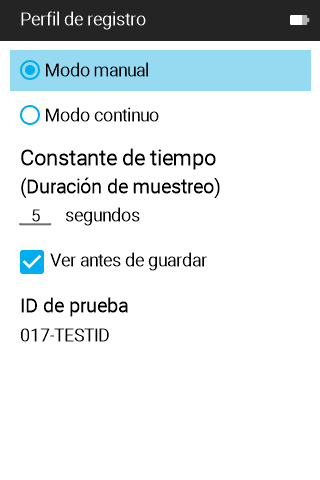 Perfil de registro
Modo manual
Modo continuo
Constante de tiempo
(Duración de muestreo)
5 segundos
Ver antes de guardar
ID de prueba
017-TESTID